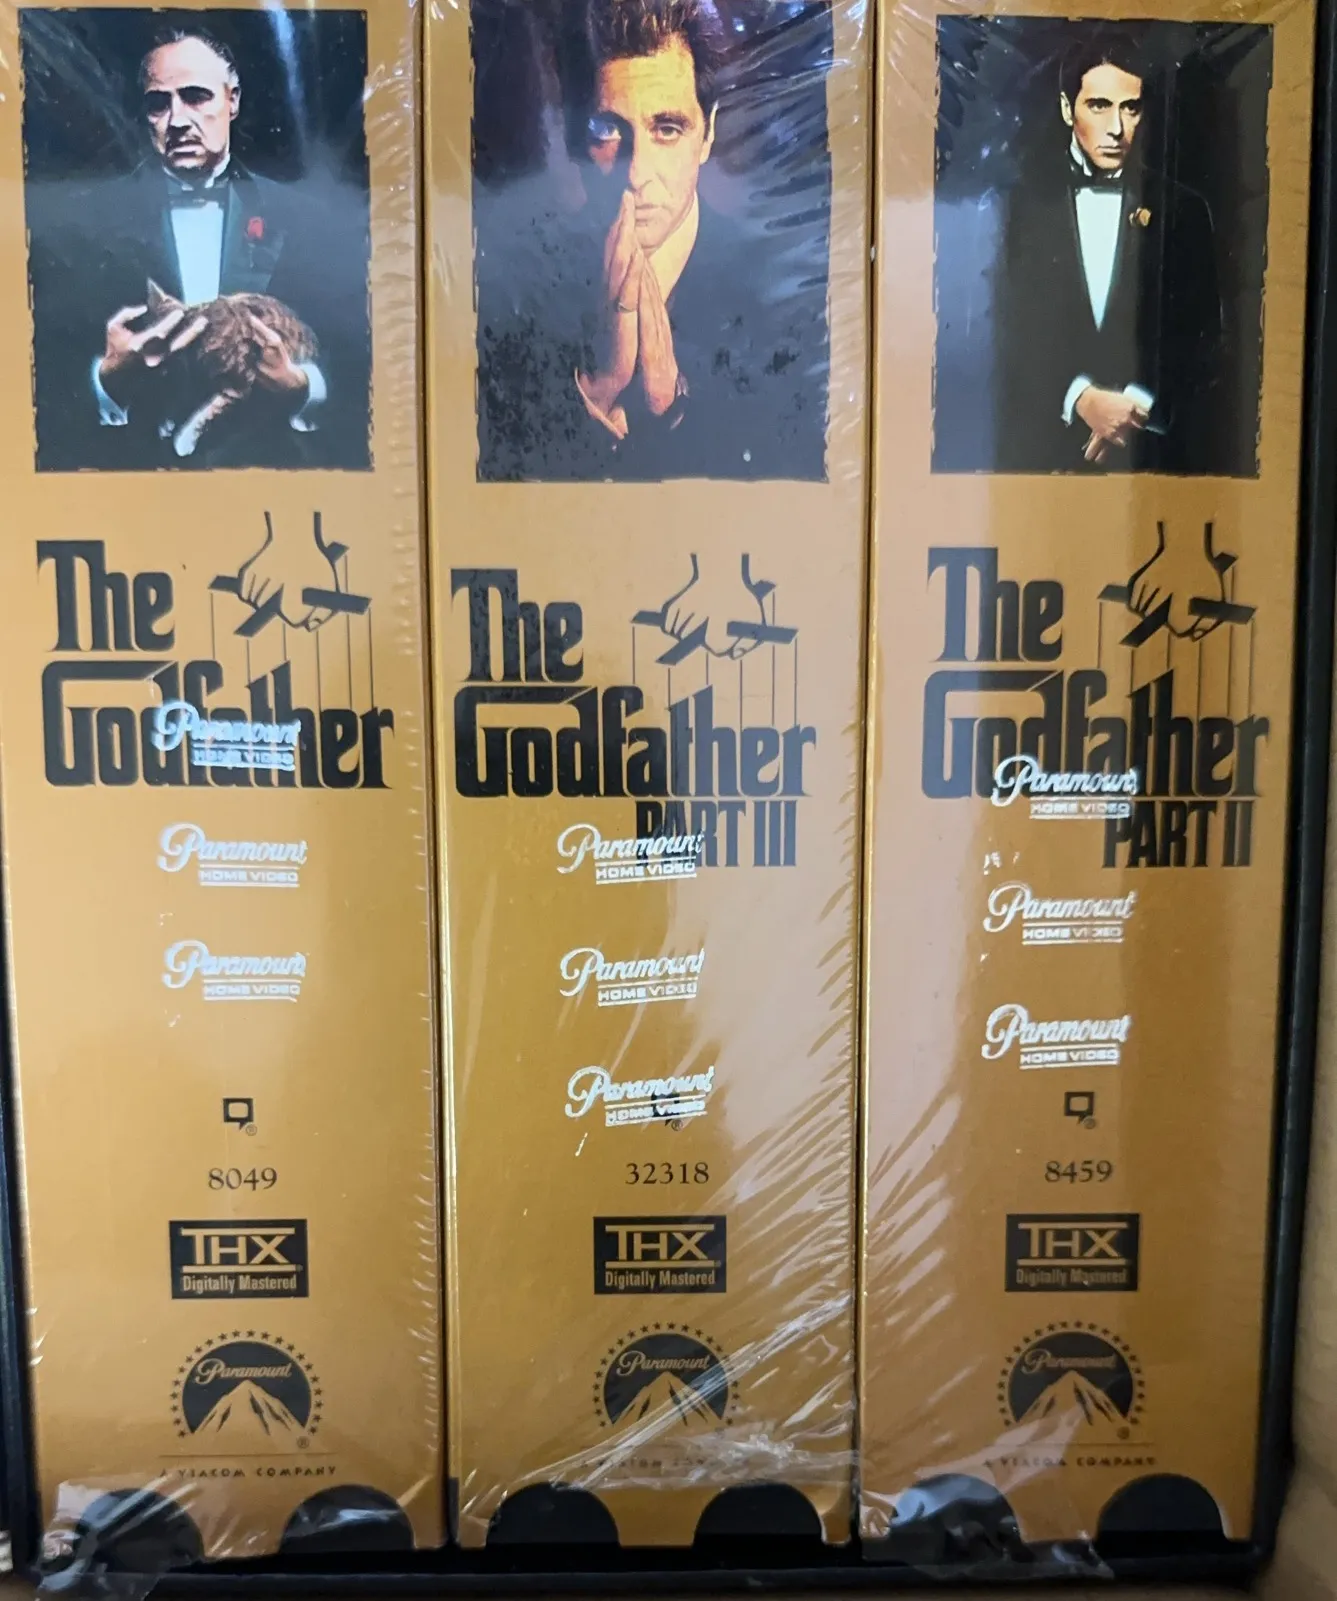 The
Godfather
Paramount
HOME VIDEO
Paramount
HOME VIDEO
Paramount
HOME VIDEO
®
8049
THX
Digitally Mastered
Paramount
®
A VIACOM COMPANY
The
Godfather
PART III
Paramount
HOME VIDEO
Paramount
HOME VIDEO
Paramount
HOME VIDEO
®
32318
THX
Digitally Mastered
Paramount
The
Godfather
PART II
Paramount
HOME VIDEO
Paramount
HOME VIDEO
Paramount
HOME VIDEO
®
8459
THX
Digitally Mastered
Paramount
®
A VIACOM COMPANY